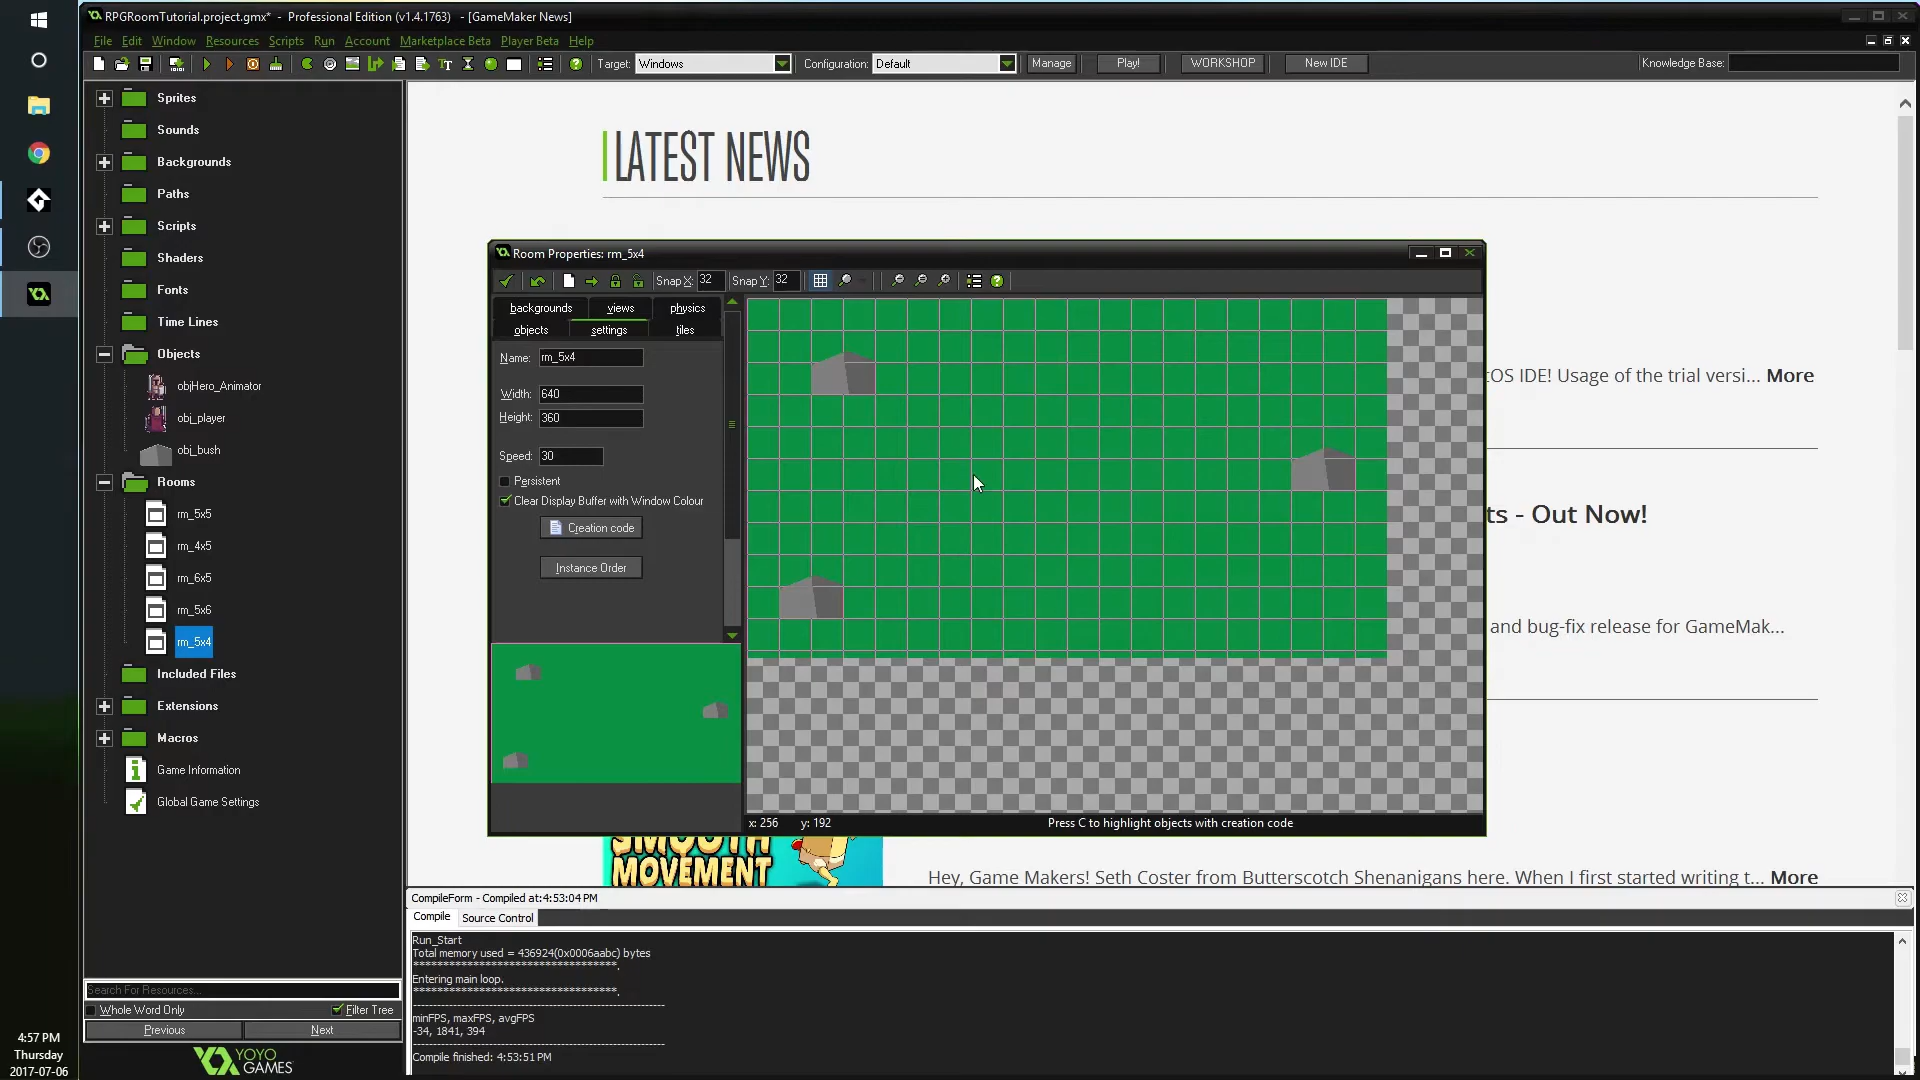 RPGRoomTutorial.project.gmx* - Professional Edition (v1.4.1763) - [GameMaker News]
File Edit Window Resources Scripts Run Account Marketplace Beta Player Beta Help
Target: Windows Configuration: Default Manage Play! WORKSHOP New IDE Knowledge Base:
Sprites
Sounds
Backgrounds
Paths
Scripts
Shaders
Fonts
Time Lines
Objects
objHero_Animator
obj_player
obj_bush
Rooms
rm_5x5
rm_4x5
rm_6x5
rm_5x6
rm_5x4
Included Files
Extensions
Macros
Game Information
Global Game Settings
Search For Resources...
Whole Word Only Filter Tree
Previous Next
YOYO
GAMES
4:57 PM
Thursday
2017-07-06
LATEST NEWS
Room Properties: rm_5x4
Snap X: 32 Snap Y: 32
backgrounds views physics
objects settings tiles
Name: rm_5x4
Width: 640
Height: 360
Speed: 30
Persistent
Clear Display Buffer with Window Colour
Creation code
Instance Order
x: 256 y: 192 Press C to highlight objects with creation code
cOS IDE! Usage of the trial versi... More
ts - Out Now!
and bug-fix release for GameMak...
SMOOTH
MOVEMENT
Hey, Game Makers! Seth Coster from Butterscotch Shenanigans here. When I first started writing t... More
CompileForm - Compiled at:4:53:04 PM
Compile Source Control
Run_Start
Total memory used = 436924(0x0006aabc) bytes
***********************************.
Entering main loop.
***********************************.
----------------------------------------------------------------
minFPS, maxFPS, avgFPS
-34, 1841, 394
----------------------------------------------------------------
Compile finished: 4:53:51 PM